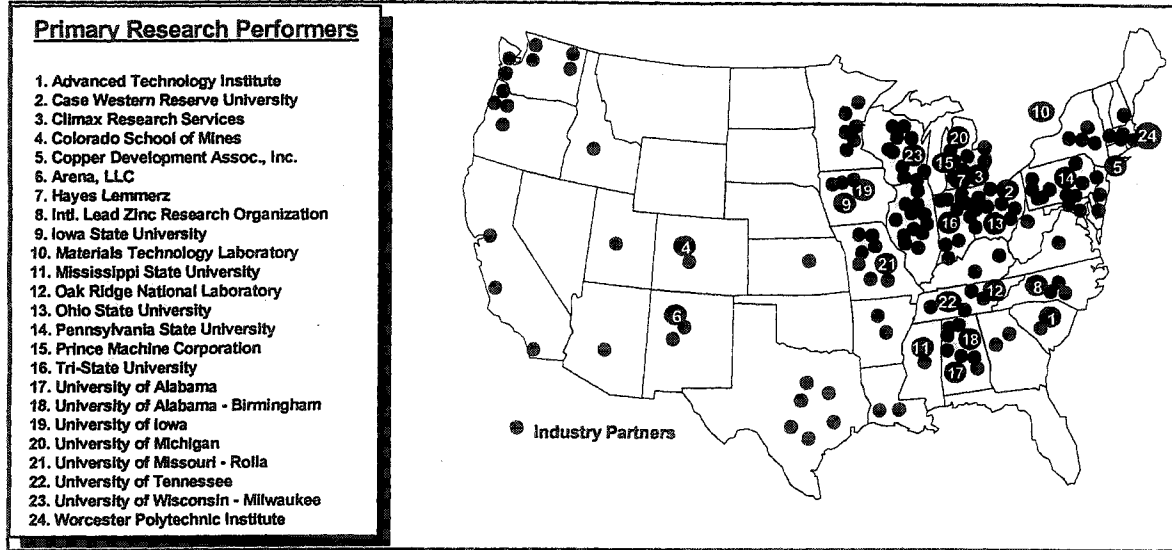 Primary Research Performers
1. Advanced Technology Institute
2. Case Western Reserve University
3. Climax Research Services
4. Colorado School of Mines
5. Copper Development Assoc., Inc.
6. Arena, LLC
7. Hayes Lemmerz
8. Intl. Lead Zinc Research Organization
9. Iowa State University
10. Materials Technology Laboratory
11. Mississippi State University
12. Oak Ridge National Laboratory
13. Ohio State University
14. Pennsylvania State University
15. Prince Machine Corporation
16. Tri-State University
17. University of Alabama
18. University of Alabama - Birmingham
19. University of Iowa
20. University of Michigan
21. University of Missouri - Rolla
22. University of Tennessee
23. University of Wisconsin - Milwaukee
24. Worcester Polytechnic Institute
10
20
24
23
15
5
7
3
14
19
2
9
16
13
4
21
12
8
22
6
1
18
11
17
Industry Partners